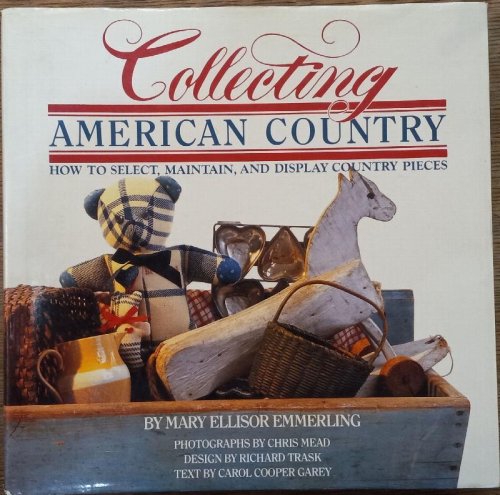 Collecting
AMERICAN COUNTRY
HOW TO SELECT, MAINTAIN, AND DISPLAY COUNTRY PIECES
BY MARY ELLISOR EMMERLING
PHOTOGRAPHS BY CHRIS MEAD
DESIGN BY RICHARD TRASK
TEXT BY CAROL COOPER GAREY